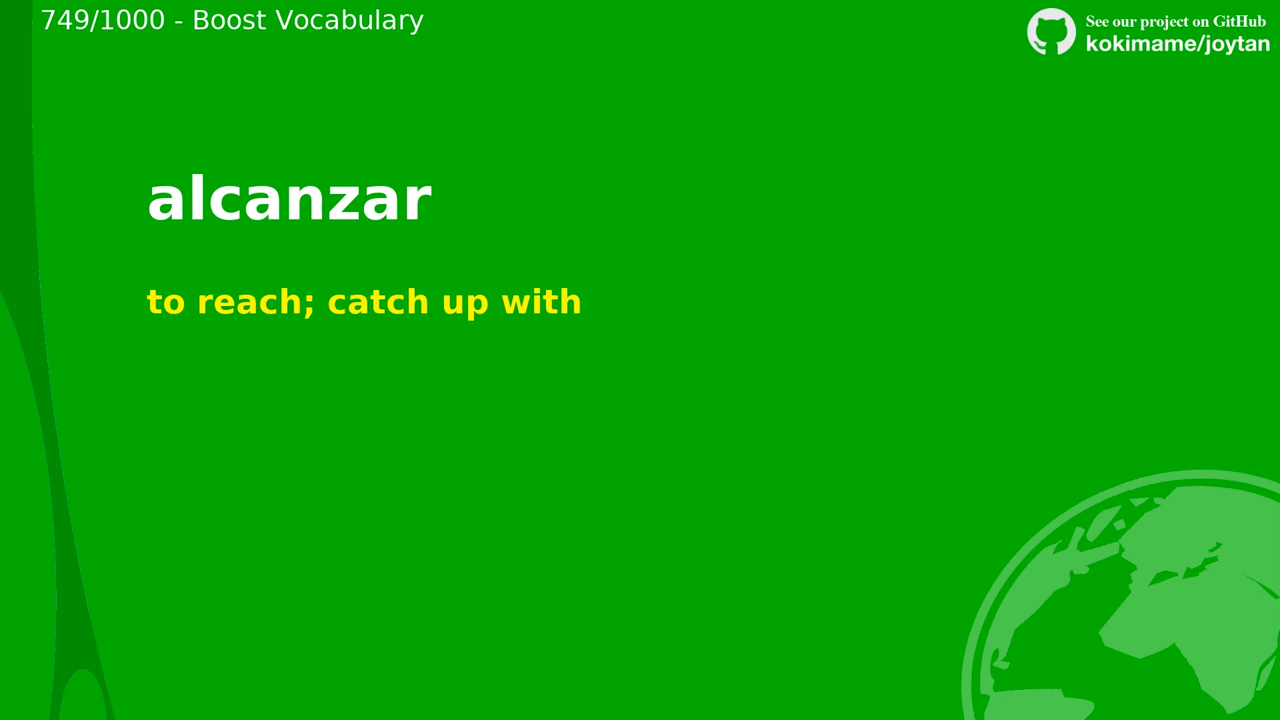 749/1000 - Boost Vocabulary
See our project on GitHub
kokimame/joytan
alcanzar
to reach; catch up with